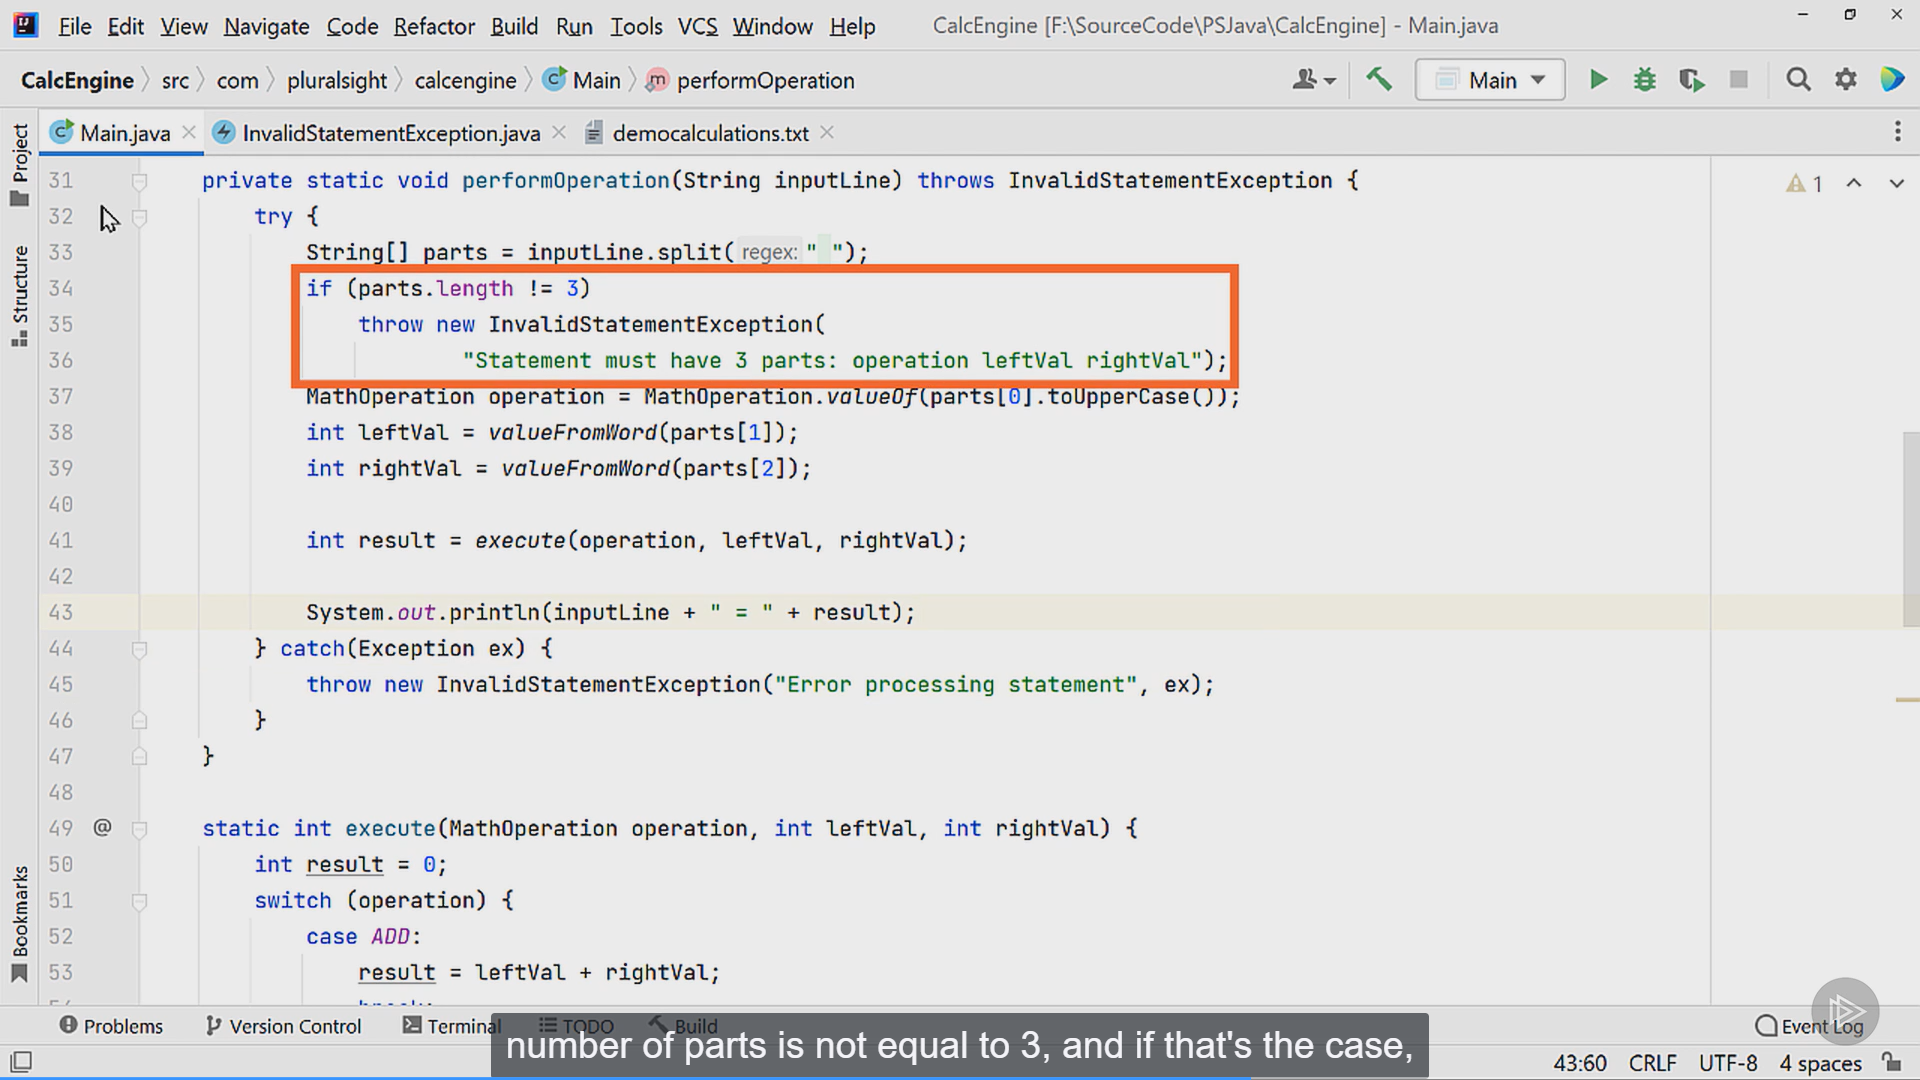 File Edit View Navigate Code Refactor Build Run Tools VCS Window Help CalcEngine [F:\SourceCode\PSJava\CalcEngine] - Main.java
CalcEngine src com pluralsight calcengine Main performOperation Main
Main.java InvalidStatementException.java democalculations.txt
Project
Structure
Bookmarks
31 private static void performOperation(String inputLine) throws InvalidStatementException {
1
32 try {
33 String[] parts = inputLine.split( regex: " ");
34 if (parts.length != 3)
35 throw new InvalidStatementException(
36 "Statement must have 3 parts: operation leftVal rightVal");
37 MathOperation operation = MathOperation.valueOf(parts[0].toUpperCase());
38 int leftVal = valueFromWord(parts[1]);
39 int rightVal = valueFromWord(parts[2]);
40
41 int result = execute(operation, leftVal, rightVal);
42
43 System.out.println(inputLine + " = " + result);
44 } catch(Exception ex) {
45 throw new InvalidStatementException("Error processing statement", ex);
46 }
47 }
48
49 @ static int execute(MathOperation operation, int leftVal, int rightVal) {
50 int result = 0;
51 switch (operation) {
52 case ADD:
53 result = leftVal + rightVal;
Problems Version Control Terminal TODO Build Event Log
number of parts is not equal to 3, and if that's the case,
43:60 CRLF UTF-8 4 spaces